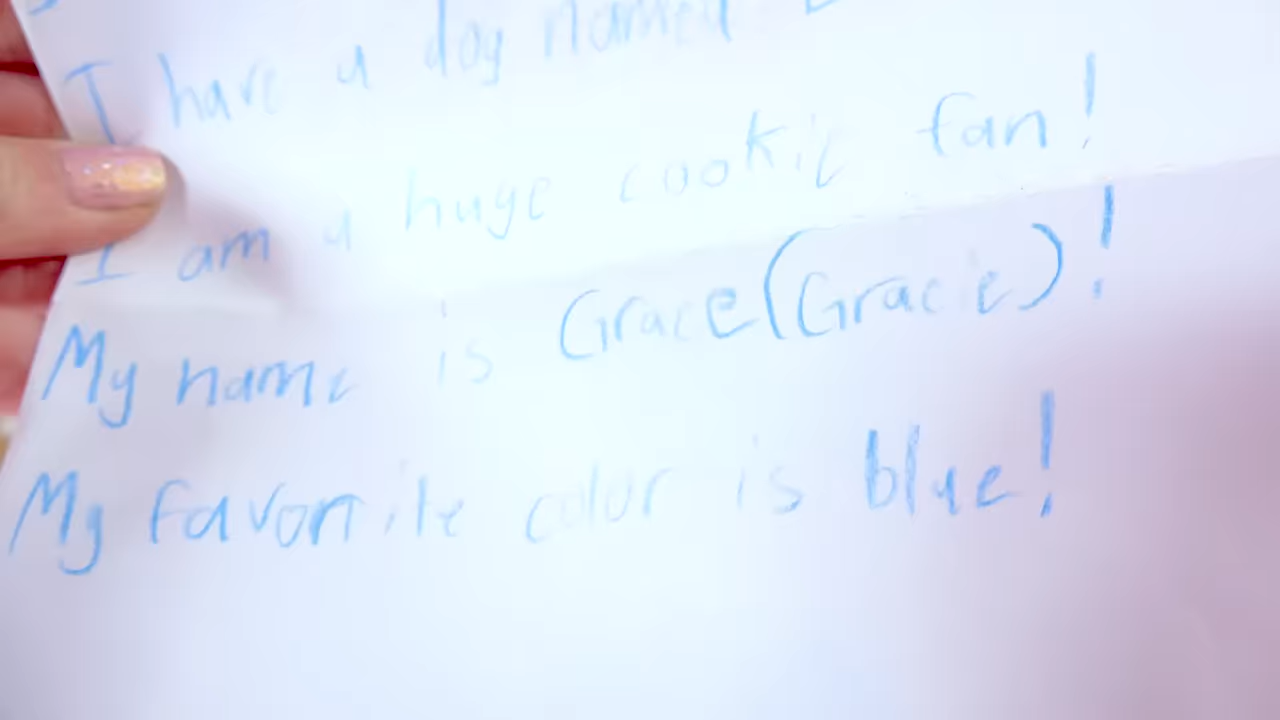 I have a dog named
I am a huge cookie fan!
My name is Grace (Gracie)!
My favorite color is blue!